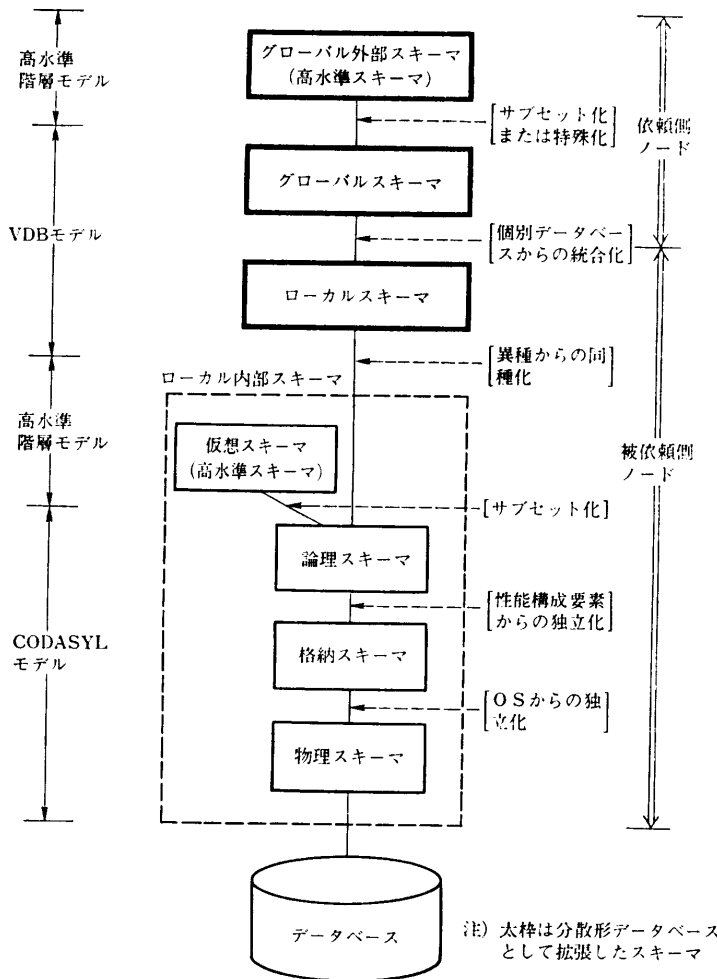 高水準
階層モデル
VDBモデル
高水準
階層モデル
CODASYL
モデル
グローバル外部スキーマ
(高水準スキーマ)
[サブセット化
または特殊化]
グローバルスキーマ
[個別データベー
スからの統合化]
ローカルスキーマ
[異種からの同
種化]
ローカル内部スキーマ
仮想スキーマ
(高水準スキーマ)
[サブセット化]
論理スキーマ
[性能構成要素
からの独立化]
格納スキーマ
[OSからの独
立化]
物理スキーマ
データベース
依頼側
ノード
被依頼側
ノード
注) 太枠は分散形データベース
として拡張したスキーマ